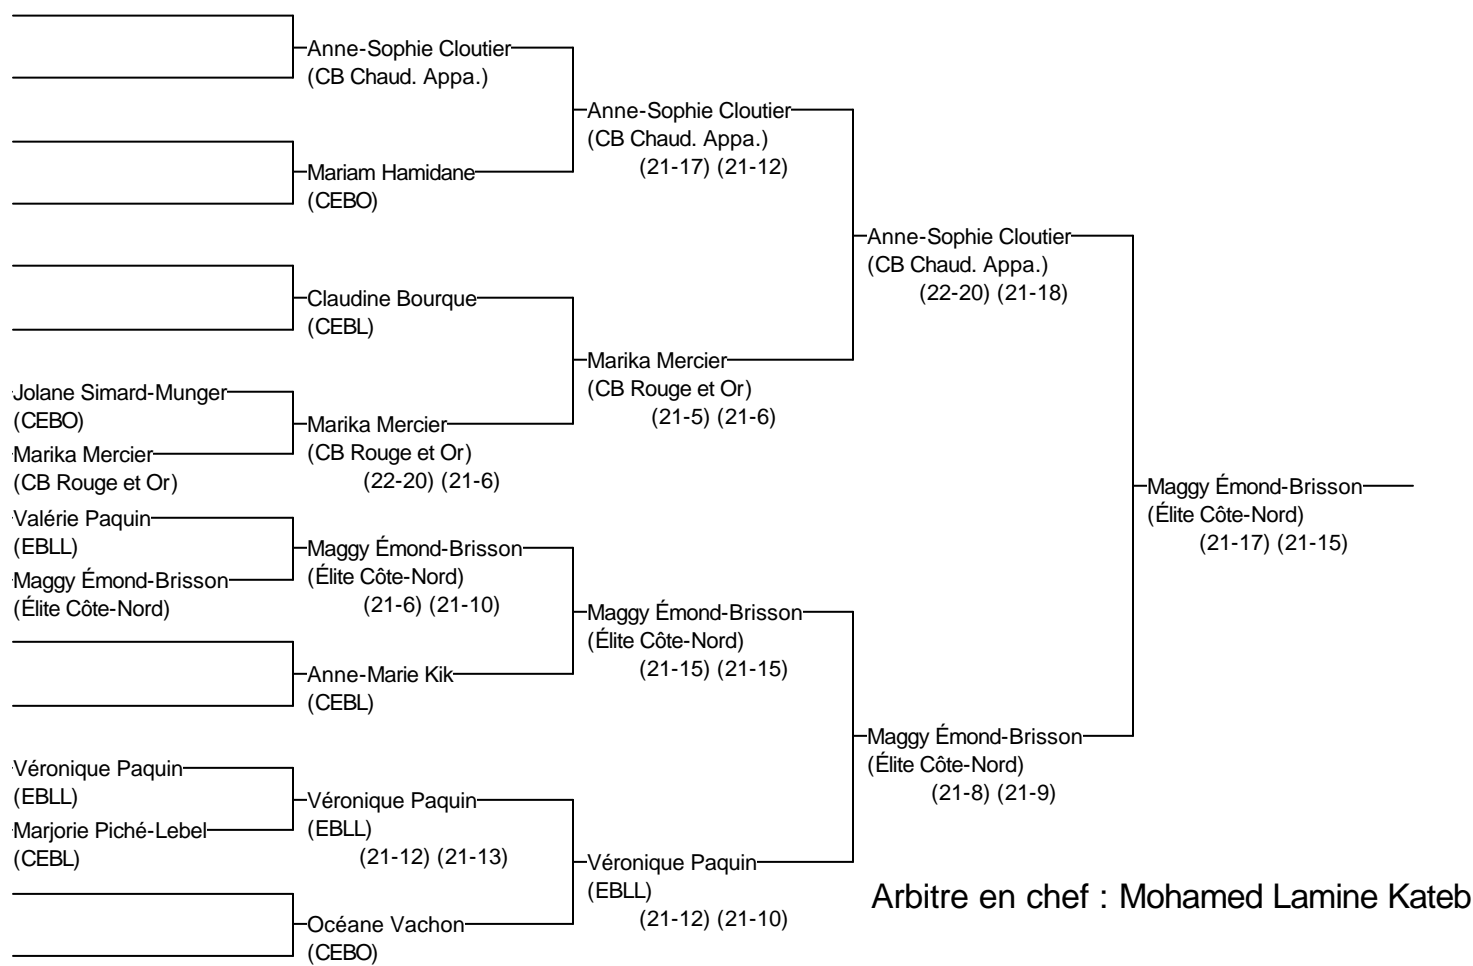 Anne-Sophie Cloutier
(CB Chaud. Appa.)
Mariam Hamidane
(CEBO)
Claudine Bourque
(CEBL)
Jolane Simard-Munger
(CEBO)
Marika Mercier
(CB Rouge et Or)
Marika Mercier
(CB Rouge et Or)
(22-20) (21-6)
Valérie Paquin
(EBLL)
Maggy Émond-Brisson
(Élite Côte-Nord)
Maggy Émond-Brisson
(Élite Côte-Nord)
(21-6) (21-10)
Anne-Marie Kik
(CEBL)
Véronique Paquin
(EBLL)
Marjorie Piché-Lebel
(CEBL)
Véronique Paquin
(EBLL)
(21-12) (21-13)
Océane Vachon
(CEBO)
Anne-Sophie Cloutier
(CB Chaud. Appa.)
(21-17) (21-12)
Marika Mercier
(CB Rouge et Or)
(21-5) (21-6)
Maggy Émond-Brisson
(Élite Côte-Nord)
(21-15) (21-15)
Véronique Paquin
(EBLL)
(21-12) (21-10)
Anne-Sophie Cloutier
(CB Chaud. Appa.)
(22-20) (21-18)
Maggy Émond-Brisson
(Élite Côte-Nord)
(21-8) (21-9)
Maggy Émond-Brisson
(Élite Côte-Nord)
(21-17) (21-15)
Arbitre en chef : Mohamed Lamine Kateb